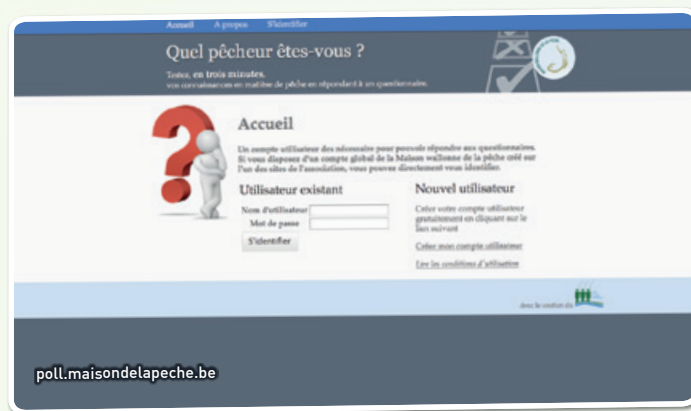 Accueil A propos S'identifier
Quel pêcheur êtes-vous ?
Testez, en trois minutes,
vos connaissances en matière de pêche en répondant à un questionnaire.
Accueil
Un compte utilisateur des nécessaire pour pouvoir répondre aux questionnaires.
Si vous disposez d'un compte global de la Maison wallonne de la pêche créé sur
l'un des sites de l'association, vous pouvez directement vous identifier.
Utilisateur existant
Nom d'utilisateur
Mot de passe
S'identifier
Nouvel utilisateur
Créer votre compte utilisateur
gratuitement en cliquant sur le
lien suivant
Créer mon compte utilisateur
Lire les conditions d'utilisation
Avec le soutien du
poll.maisondelapeche.be